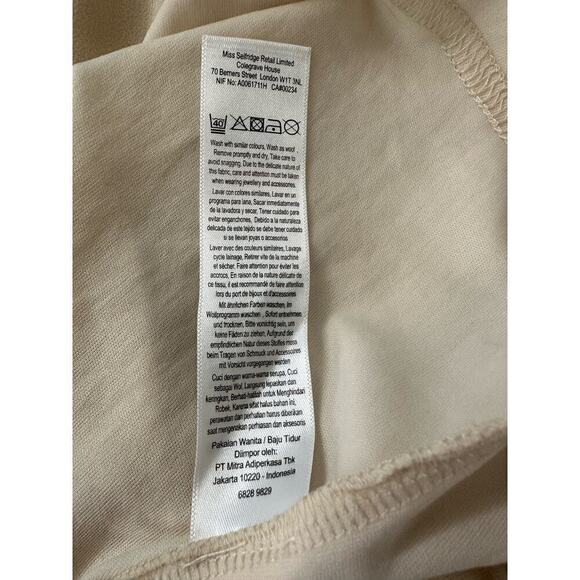 Miss Selfridge Retail Limited
Colegrave House
70 Berners Street London W1T 3NL
NIF No: A0061711H CA#00234
40
Wash with similar colours, Wash as wool ,
Remove promptly and dry, Take care to
avoid snagging, Due to the delicate nature of
this fabric, care and attention must be taken
when wearing jewellery and accessories.
Lavar con colores similares, Lavar en
un programa para lana, Sacar inmediatamente
de la lavadora y secar, Tener cuidado para
evitar enganchones, Debido a la naturaleza
delicada de este tejido se debe tener cuidado
si se llevan joyas o accesorios
Laver avec des couleurs similaires, Lavage
cycle lainage, Retirer vite de la machine
et sécher, Faire attention pour éviter les
accrocs, En raison de la nature délicate de
ce tissu, il est recommandé de faire attention
lors du port de bijoux et d'accessoires
Mit ähnlichen Farben waschen, Im
Wollprogramm waschen , Sofort entnehmen
und trocknen, Bitte vorsichtig sein, um
keine Fäden zu ziehen, Aufgrund der
empfindlichen Natur dieses Stoffes muss
beim Tragen von Schmuck und Accessoires
mit Vorsicht vorgegangen werden
Cuci dengan warna-warna serupa, Cuci
sebagai Wol, Langsung lepaskan dan
keringkan, Berhati-hatilah untuk Menghindari
Robek, Karena sifat halus dari bahan,
perawatan dan perhatian harus diberikan
saat mengenakan perhiasan dan aksesoris
Pakaian Wanita / Baju Tidur
Diimpor oleh:
PT Mitra Adiperkasa Tbk
Jakarta 10220 - Indonesia
6828 9829